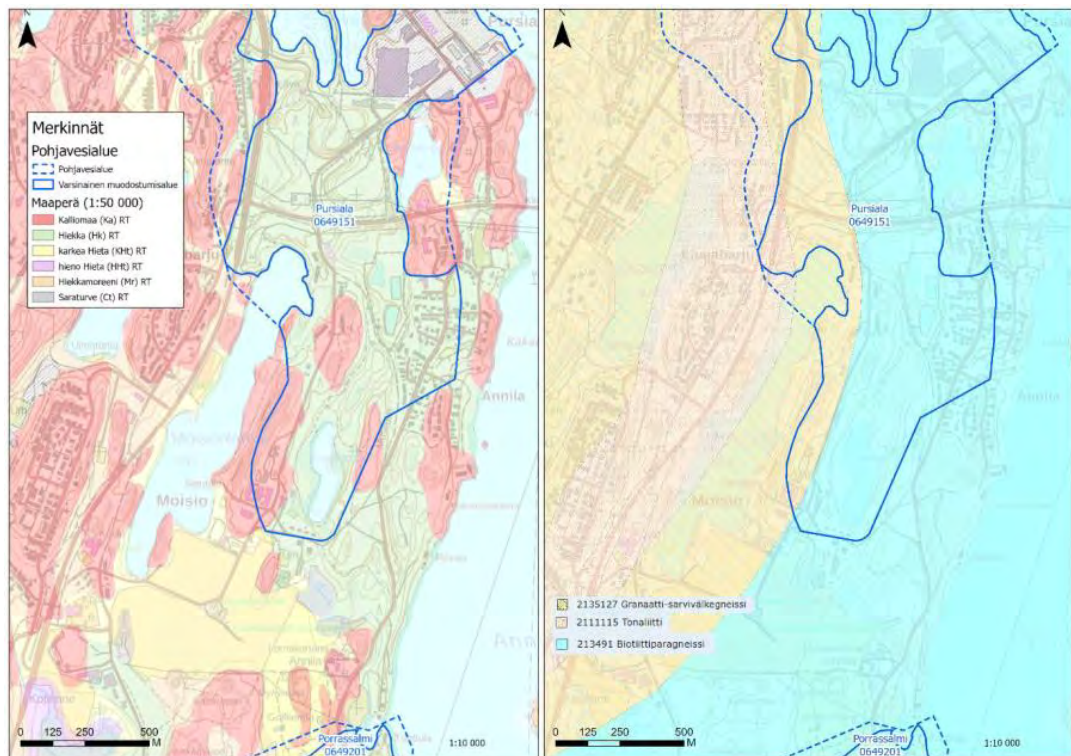 Merkinnät
Pohjavesialue
Pohjavesialue
Varsinainen muodostumisalue
Maaperä (1:50 000)
Kalliomaa (Ka) RT
Hiekka (Hk) RT
karkea Hieta (KHt) RT
hieno Hieta (HHt) RT
Hiekkamoreeni (Mr) RT
Saraturve (Ct) RT
Pursiala
Pursiala
0649151
Annila
Moisio
Annila
Porrassalmi
0649201
0 125 250 500
M
1:10 000
Pursiala
0649151
Annila
Moisio
2135127 Granaatti-sarvivälkegneissi
2111115 Tonaliitti
213491 Biotiittiparagneissi
Porrassalmi
0649201
0 125 250 500
M
1:10 000